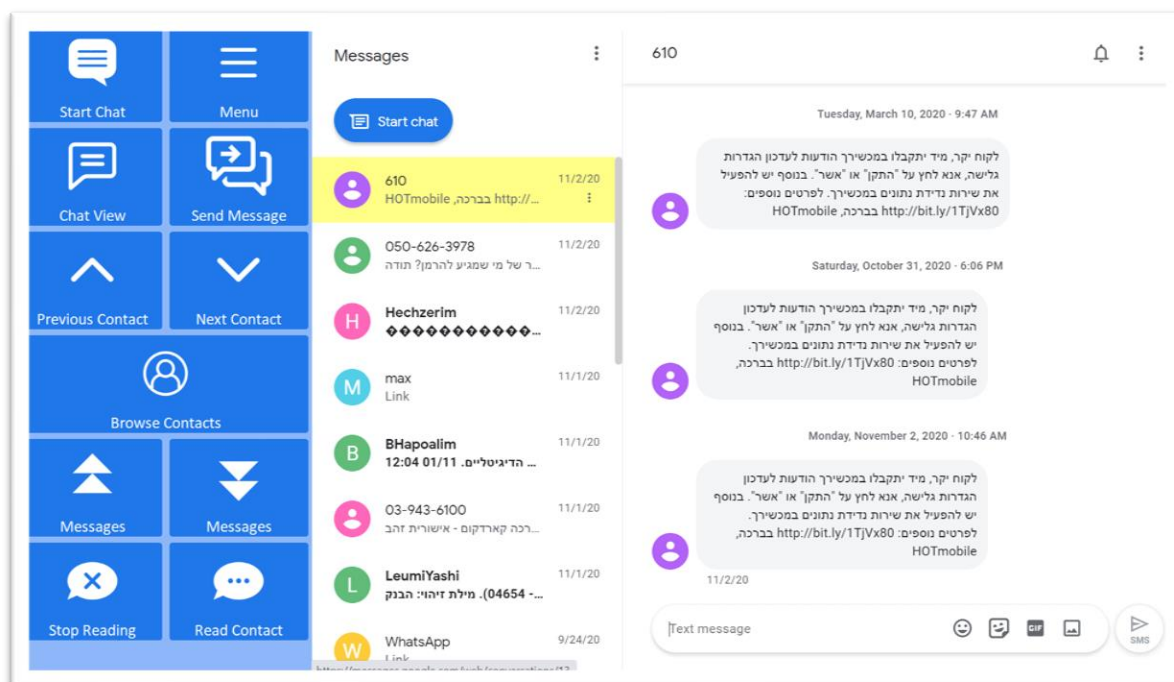 Start Chat
Menu
Chat View
Send Message
Previous Contact
Next Contact
Browse Contacts
Messages
Messages
Stop Reading
Read Contact
Messages
Start chat
610
11/2/20
HOTmobile ,בברכה http://...
050-626-3978
11/2/20
...ר של מי שמגיע להרמן? תודה
Hechzerim
11/2/20
������������...
max
11/1/20
Link
BHapoalim
11/1/20
... הדיגיטליים. 01/11 12:04
03-943-6100
11/1/20
...רכה קארדקום - אישורית זהב
LeumiYashi
11/1/20
...- 04654). מילת זיהוי: הבנק
WhatsApp
9/24/20
Link
610
Tuesday, March 10, 2020 · 9:47 AM
לקוח יקר, מיד יתקבלו במכשירך הודעות לעדכון הגדרות
גלישה, אנא לחץ על "התקן" או "אשר". בנוסף יש להפעיל
את שירות נדידת נתונים במכשירך. לפרטים נוספים:
http://bit.ly/1TjVx80 בברכה, HOTmobile
Saturday, October 31, 2020 · 6:06 PM
לקוח יקר, מיד יתקבלו במכשירך הודעות לעדכון
הגדרות גלישה, אנא לחץ על "התקן" או "אשר". בנוסף
יש להפעיל את שירות נדידת נתונים במכשירך.
לפרטים נוספים: http://bit.ly/1TjVx80 בברכה,
HOTmobile
Monday, November 2, 2020 · 10:46 AM
לקוח יקר, מיד יתקבלו במכשירך הודעות לעדכון
הגדרות גלישה, אנא לחץ על "התקן" או "אשר". בנוסף
יש להפעיל את שירות נדידת נתונים במכשירך.
לפרטים נוספים: http://bit.ly/1TjVx80 בברכה,
HOTmobile
11/2/20
Text message
GIF
SMS